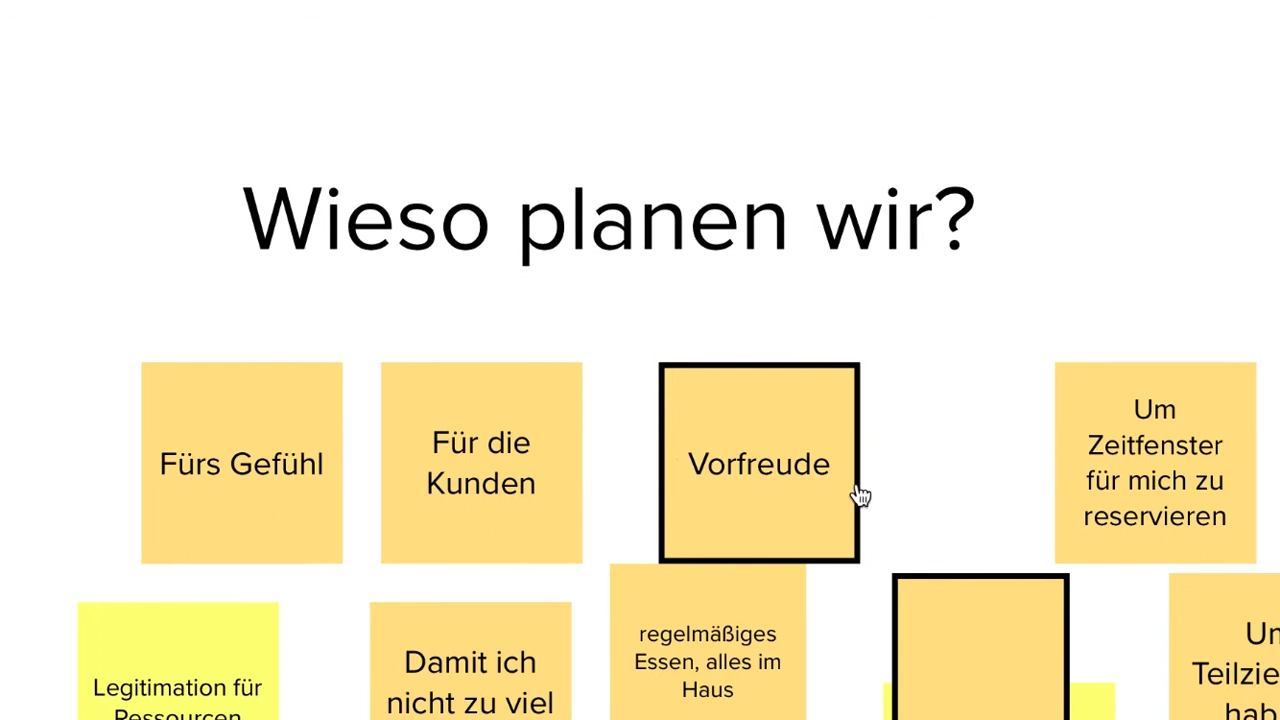 Wieso planen wir?
Fürs Gefühl
Für die
Kunden
Vorfreude
Um
Zeitfenster
für mich zu
reservieren
Legitimation für
Ressourcen
Damit ich
nicht zu viel
regelmäßiges
Essen, alles im
Haus